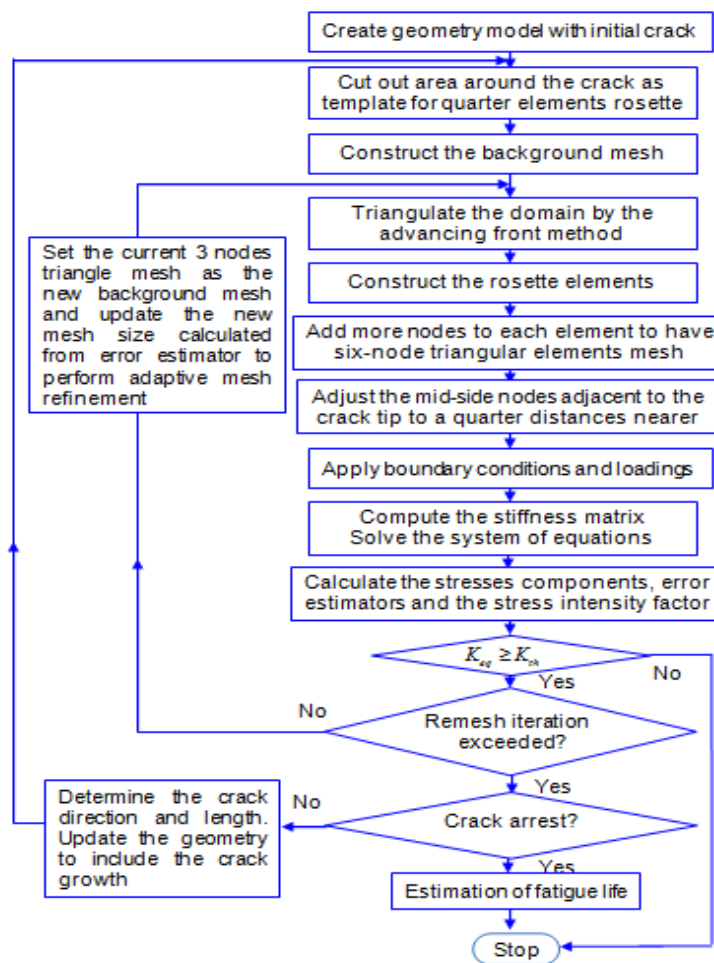 Create geometry model with initial crack
Cut out area around the crack as
template for quarter elements rosette
Construct the background mesh
Triangulate the domain by the
advancing front method
Set the current 3 nodes
triangle mesh as the
new background mesh
and update the new
mesh size calculated
from error estimator to
perform adaptive mesh
refinement
Construct the rosette elements
Add more nodes to each element to have
six-node triangular elements mesh
Adjust the mid-side nodes adjacent to the
crack tip to a quarter distances nearer
Apply boundary conditions and loadings
Compute the stiffness matrix
Solve the system of equations
Calculate the stresses components, error
estimators and the stress intensity factor
K_eq ≥ K_th
No
Yes
No
Remesh iteration
exceeded?
Yes
Determine the crack
direction and length.
Update the geometry
to include the crack
growth
No
Crack arrest?
Yes
Estimation of fatigue life
Stop